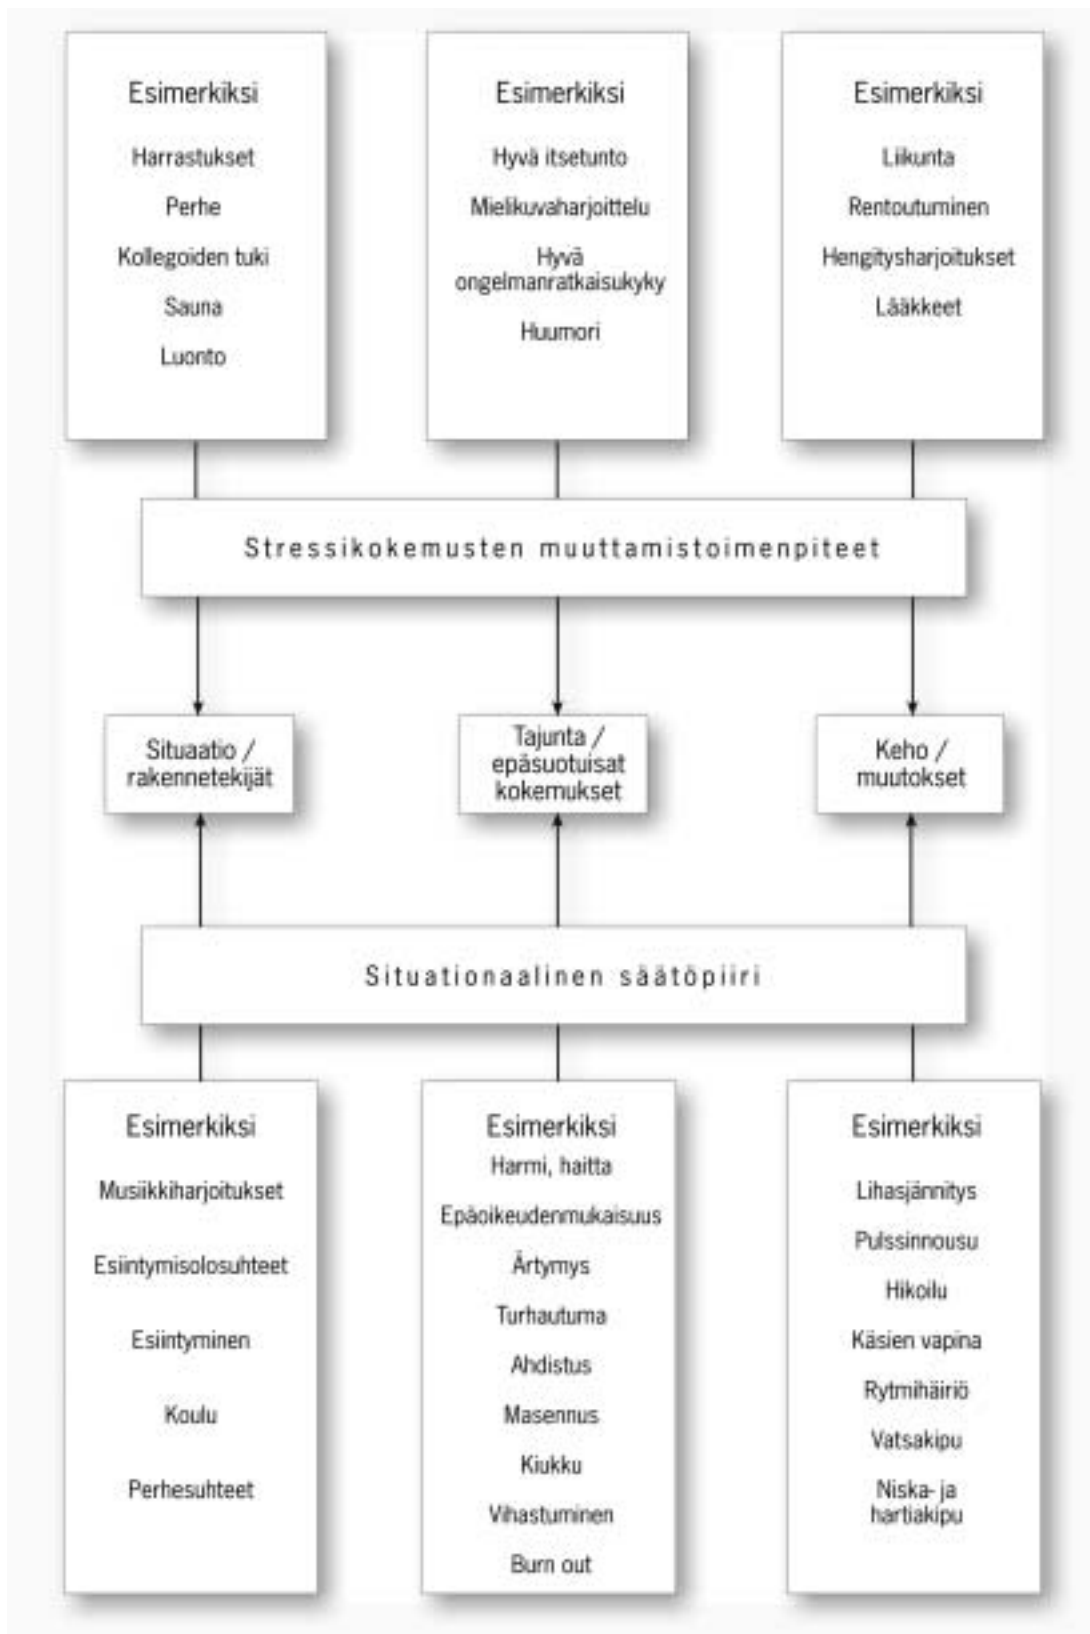 Esimerkiksi
Harrastukset
Perhe
Kollegoiden tuki
Sauna
Luonto
Esimerkiksi
Hyvä itsetunto
Mielikuvaharjoittelu
Hyvä
ongelmanratkaisukyky
Huumori
Esimerkiksi
Liikunta
Rentoutuminen
Hengitysharjoitukset
Lääkkeet
Stressikokemusten muuttamistoimenpiteet
Situaatio /
rakennetekijät
Tajunta /
epäsuotuisat
kokemukset
Keho /
muutokset
Situationaalinen säätöpiiri
Esimerkiksi
Musiikkiharjoitukset
Esiintymisolosuhteet
Esiintyminen
Koulu
Perhesuhteet
Esimerkiksi
Harmi, haitta
Epäoikeudenmukaisuus
Ärtymys
Turhautuma
Ahdistus
Masennus
Kiukku
Vihastuminen
Burn out
Esimerkiksi
Lihasjännitys
Pulssinnousu
Hikoilu
Käsien vapina
Rytmihäiriö
Vatsakipu
Niska- ja
hartiakipu